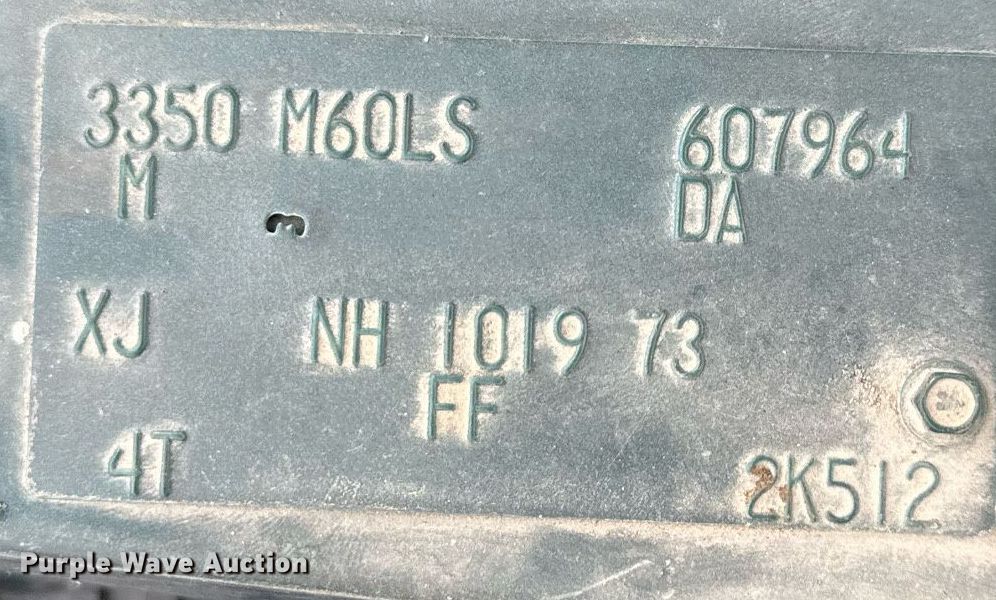 3350 M60LS 607964
M DA
XJ NH 1019 73
FF
4T 2K512
Purple Wave Auction